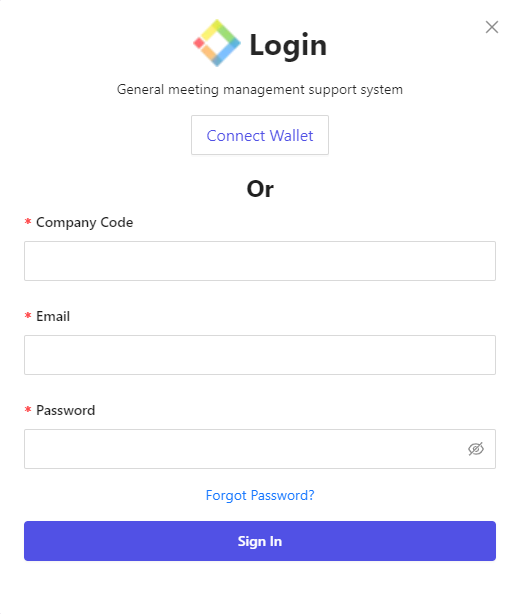 Login
General meeting management support system
Connect Wallet
Or
* Company Code
* Email
* Password
Forgot Password?
Sign In